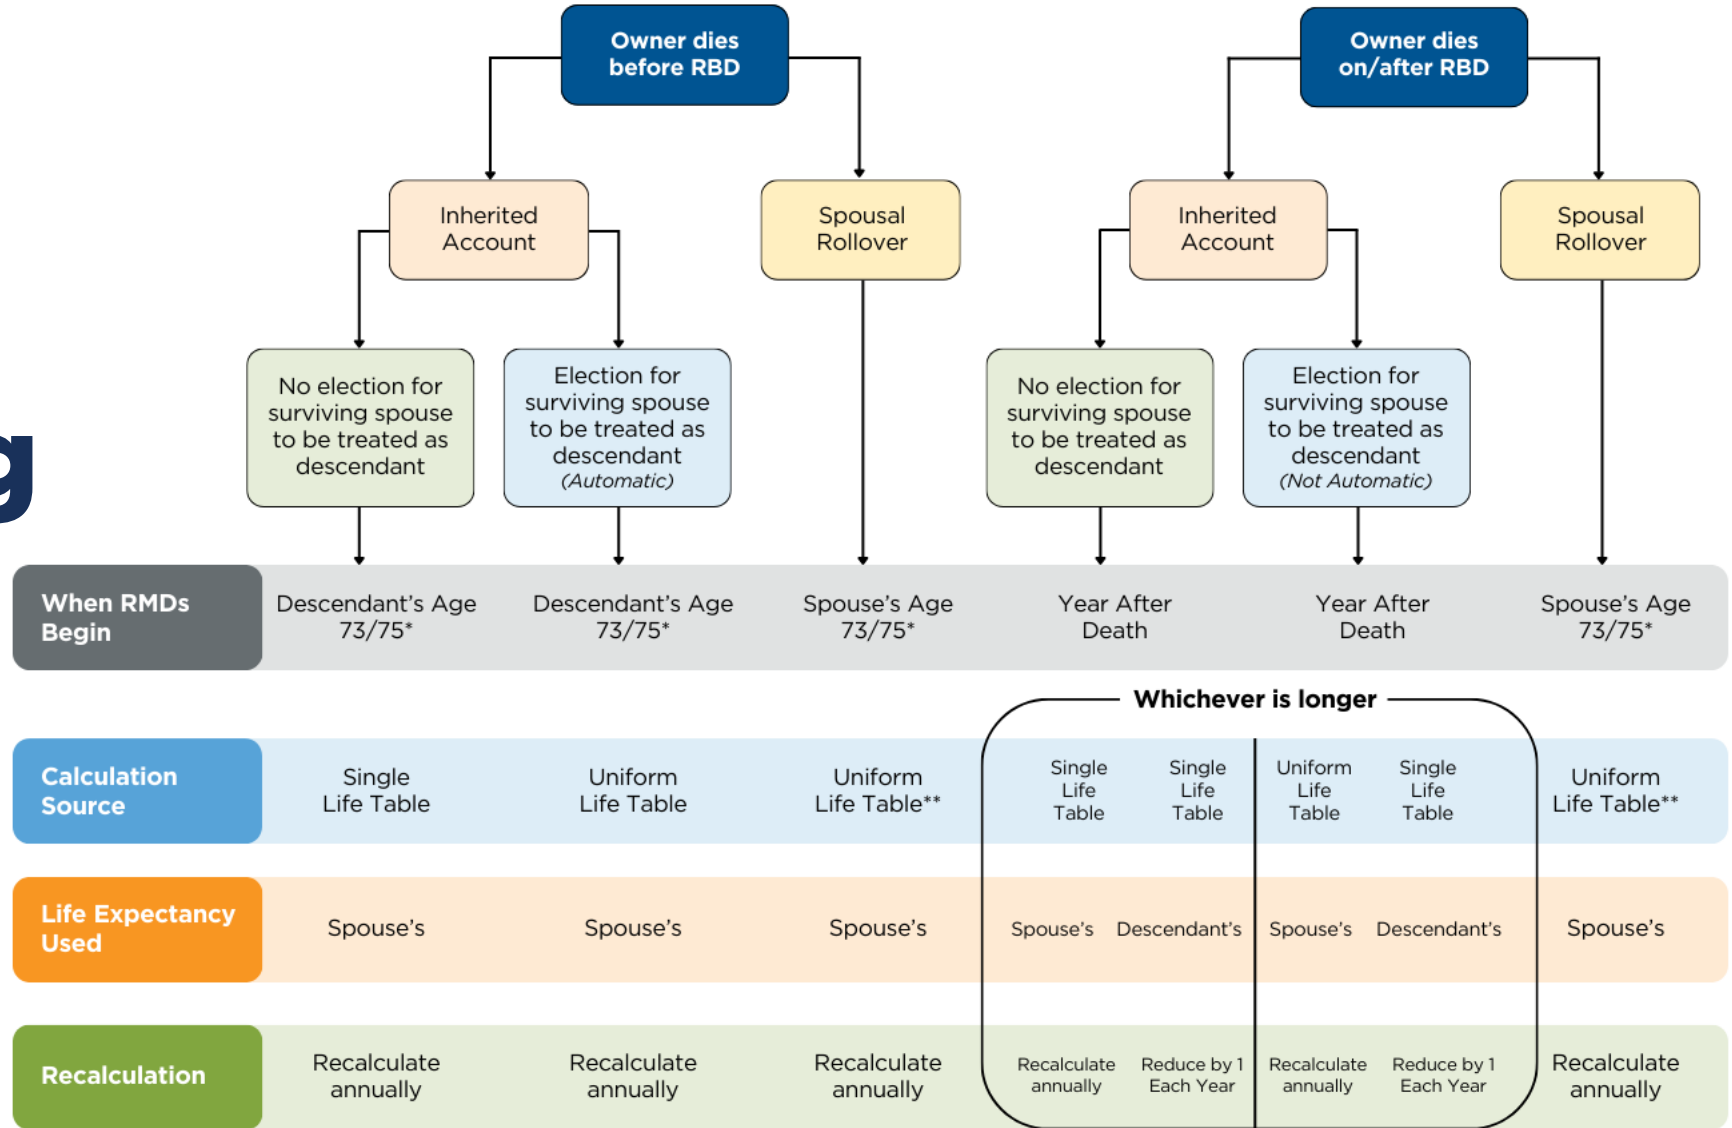 Owner dies
before RBD
Owner dies
on/after RBD
Inherited
Account
Spousal
Rollover
Inherited
Account
Spousal
Rollover
No election for
surviving spouse
to be treated as
descendant
Election for
surviving spouse
to be treated as
descendant
(Automatic)
No election for
surviving spouse
to be treated as
descendant
Election for
surviving spouse
to be treated as
descendant
(Not Automatic)
g
When RMDs
Begin
Descendant's Age
73/75*
Descendant's Age
73/75*
Spouse's Age
73/75*
Year After
Death
Year After
Death
Spouse's Age
73/75*
Whichever is longer
Calculation
Source
Single
Life Table
Uniform
Life Table
Uniform
Life Table**
Single
Life
Table
Single
Life
Table
Uniform
Life
Table
Single
Life
Table
Uniform
Life Table**
Life Expectancy
Used
Spouse's
Spouse's
Spouse's
Spouse's
Descendant's
Spouse's
Descendant's
Spouse's
Recalculation
Recalculate
annually
Recalculate
annually
Recalculate
annually
Recalculate
annually
Reduce by 1
Each Year
Recalculate
annually
Reduce by 1
Each Year
Recalculate
annually